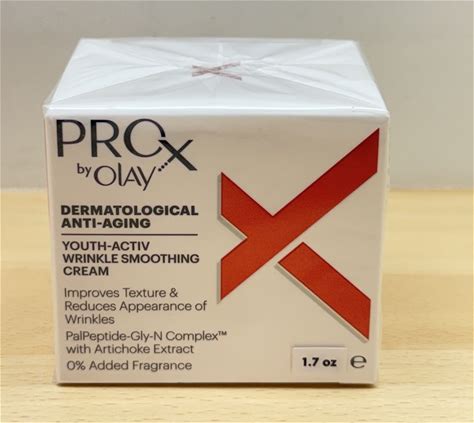 PROX
by OLAY
DERMATOLOGICAL
ANTI-AGING
YOUTH-ACTIV
WRINKLE SMOOTHING
CREAM
Improves Texture &
Reduces Appearance of
Wrinkles
PalPeptide-Gly-N Complex™
with Artichoke Extract
0% Added Fragrance
1.7 oz ℮